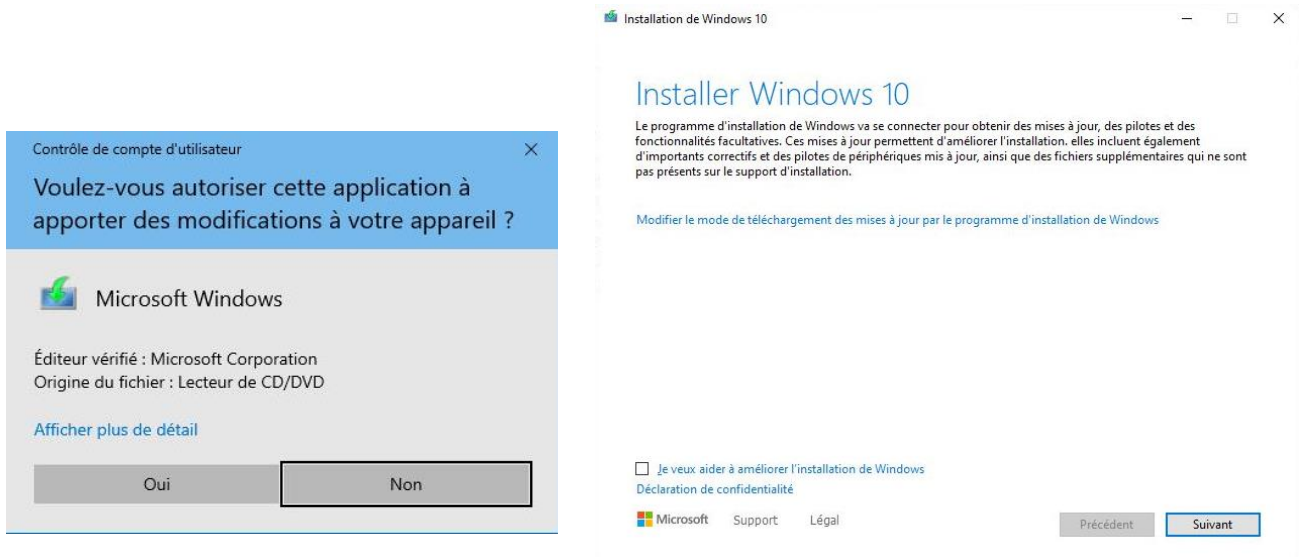 Contrôle de compte d'utilisateur
Voulez-vous autoriser cette application à
apporter des modifications à votre appareil ?
Microsoft Windows
Éditeur vérifié : Microsoft Corporation
Origine du fichier : Lecteur de CD/DVD
Afficher plus de détail
Oui
Non
Installation de Windows 10
Installer Windows 10
Le programme d'installation de Windows va se connecter pour obtenir des mises à jour, des pilotes et des
fonctionnalités facultatives. Ces mises à jour permettent d'améliorer l'installation. elles incluent également
d'importants correctifs et des pilotes de périphériques mis à jour, ainsi que des fichiers supplémentaires qui ne sont
pas présents sur le support d'installation.
Modifier le mode de téléchargement des mises à jour par le programme d'installation de Windows
Je veux aider à améliorer l'installation de Windows
Déclaration de confidentialité
Microsoft Support Légal
Précédent Suivant